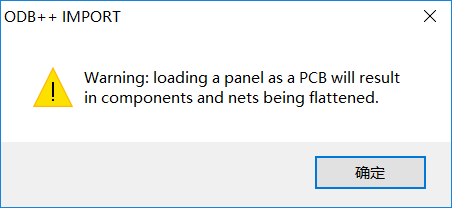 ODB++ IMPORT
Warning: loading a panel as a PCB will result
in components and nets being flattened.
确定